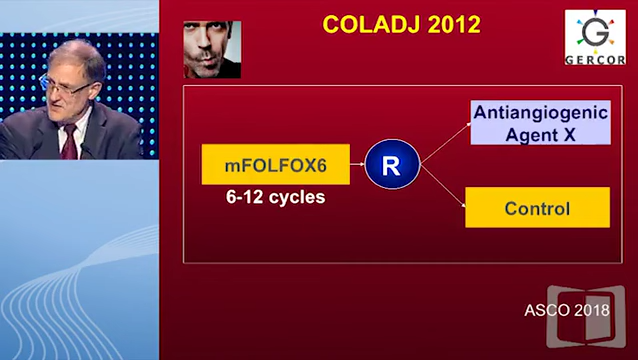 COLADJ 2012
GERCOR
Antiangiogenic
Agent X
mFOLFOX6
R
6-12 cycles
Control
ASCO 2018